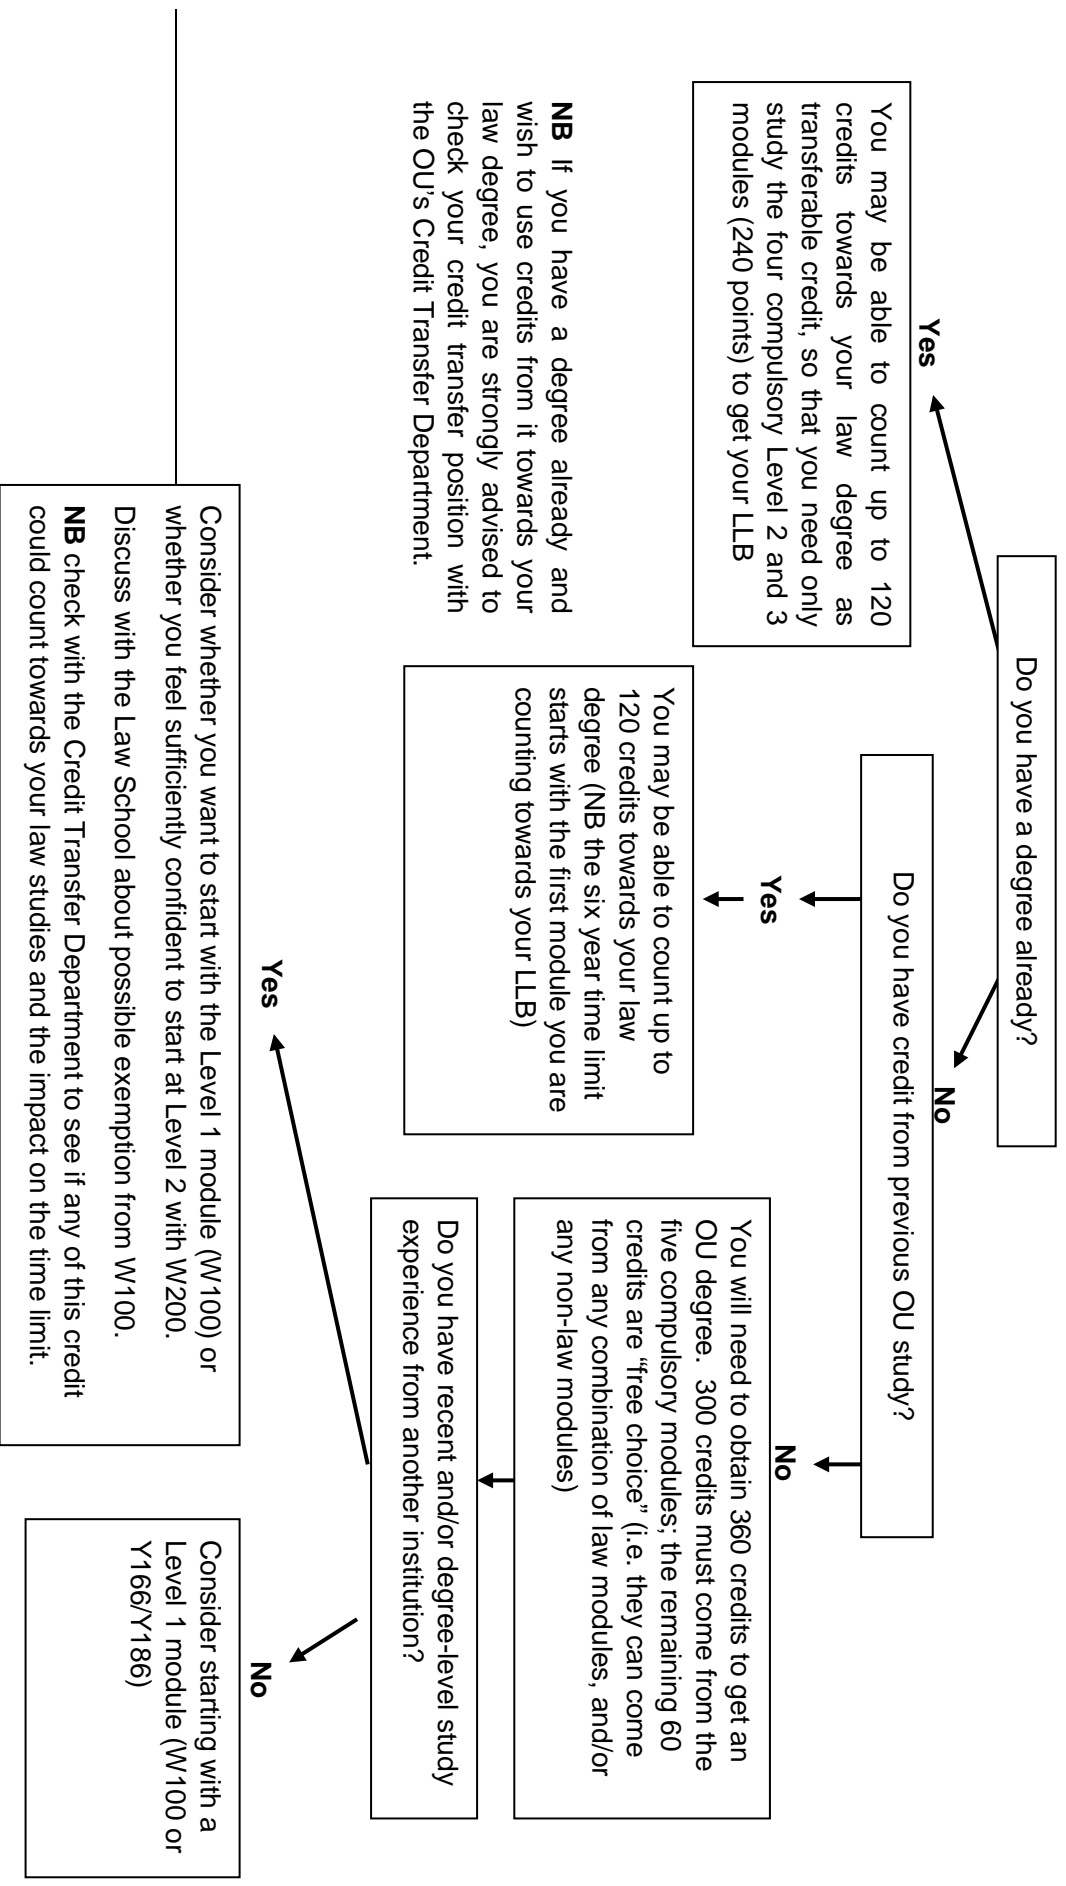 Do you have a degree already?
Yes
No
You may be able to count up to 120
credits towards your law degree as
transferable credit, so that you need only
study the four compulsory Level 2 and 3
modules (240 points) to get your LLB
Do you have credit from previous OU study?
Yes
No
NB If you have a degree already and
wish to use credits from it towards your
law degree, you are strongly advised to
check your credit transfer position with
the OU's Credit Transfer Department.
You may be able to count up to
120 credits towards your law
degree (NB the six year time limit
starts with the first module you are
counting towards your LLB)
You will need to obtain 360 credits to get an
OU degree. 300 credits must come from the
five compulsory modules; the remaining 60
credits are “free choice” (i.e. they can come
from any combination of law modules, and/or
any non-law modules)
Do you have recent and/or degree-level study
experience from another institution?
Yes
No
Consider whether you want to start with the Level 1 module (W100) or
whether you feel sufficiently confident to start at Level 2 with W200.
Discuss with the Law School about possible exemption from W100.
NB check with the Credit Transfer Department to see if any of this credit
could count towards your law studies and the impact on the time limit.
Consider starting with a
Level 1 module (W100 or
Y166/Y186)